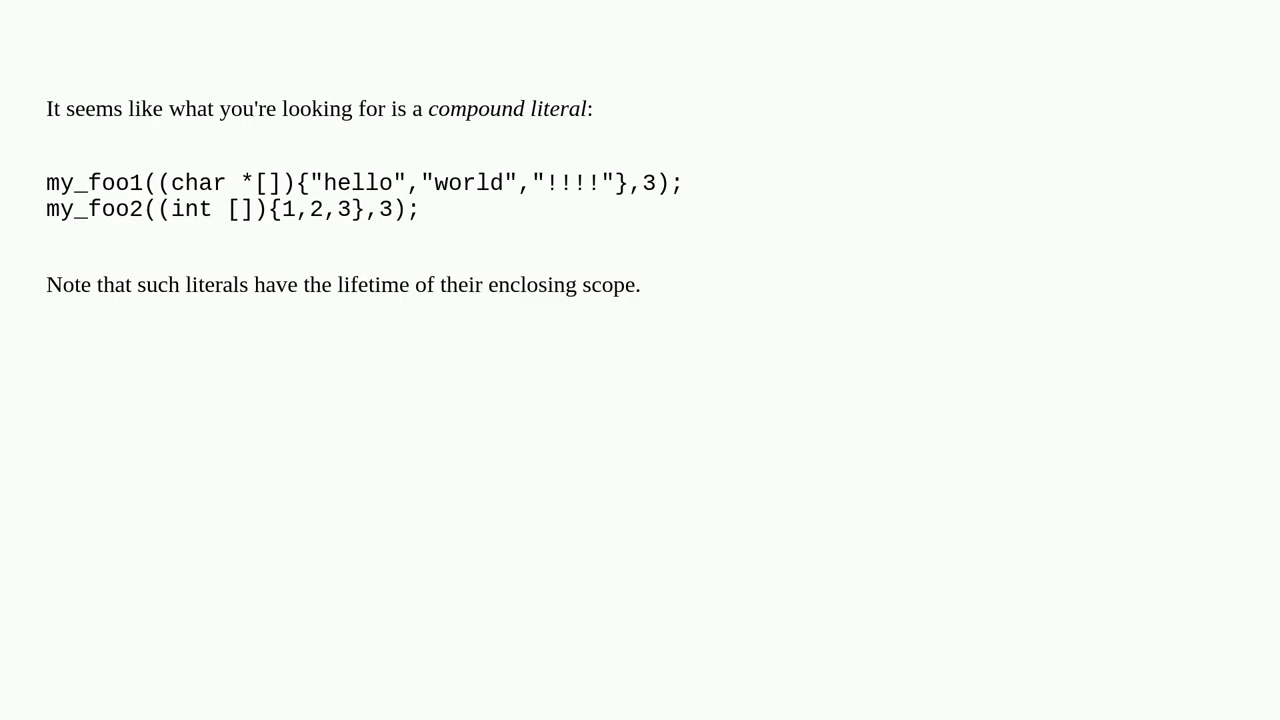 It seems like what you're looking for is a compound literal:
my_foo1((char *[]){"hello","world","!!!!"},3);
my_foo2((int []){1,2,3},3);
Note that such literals have the lifetime of their enclosing scope.